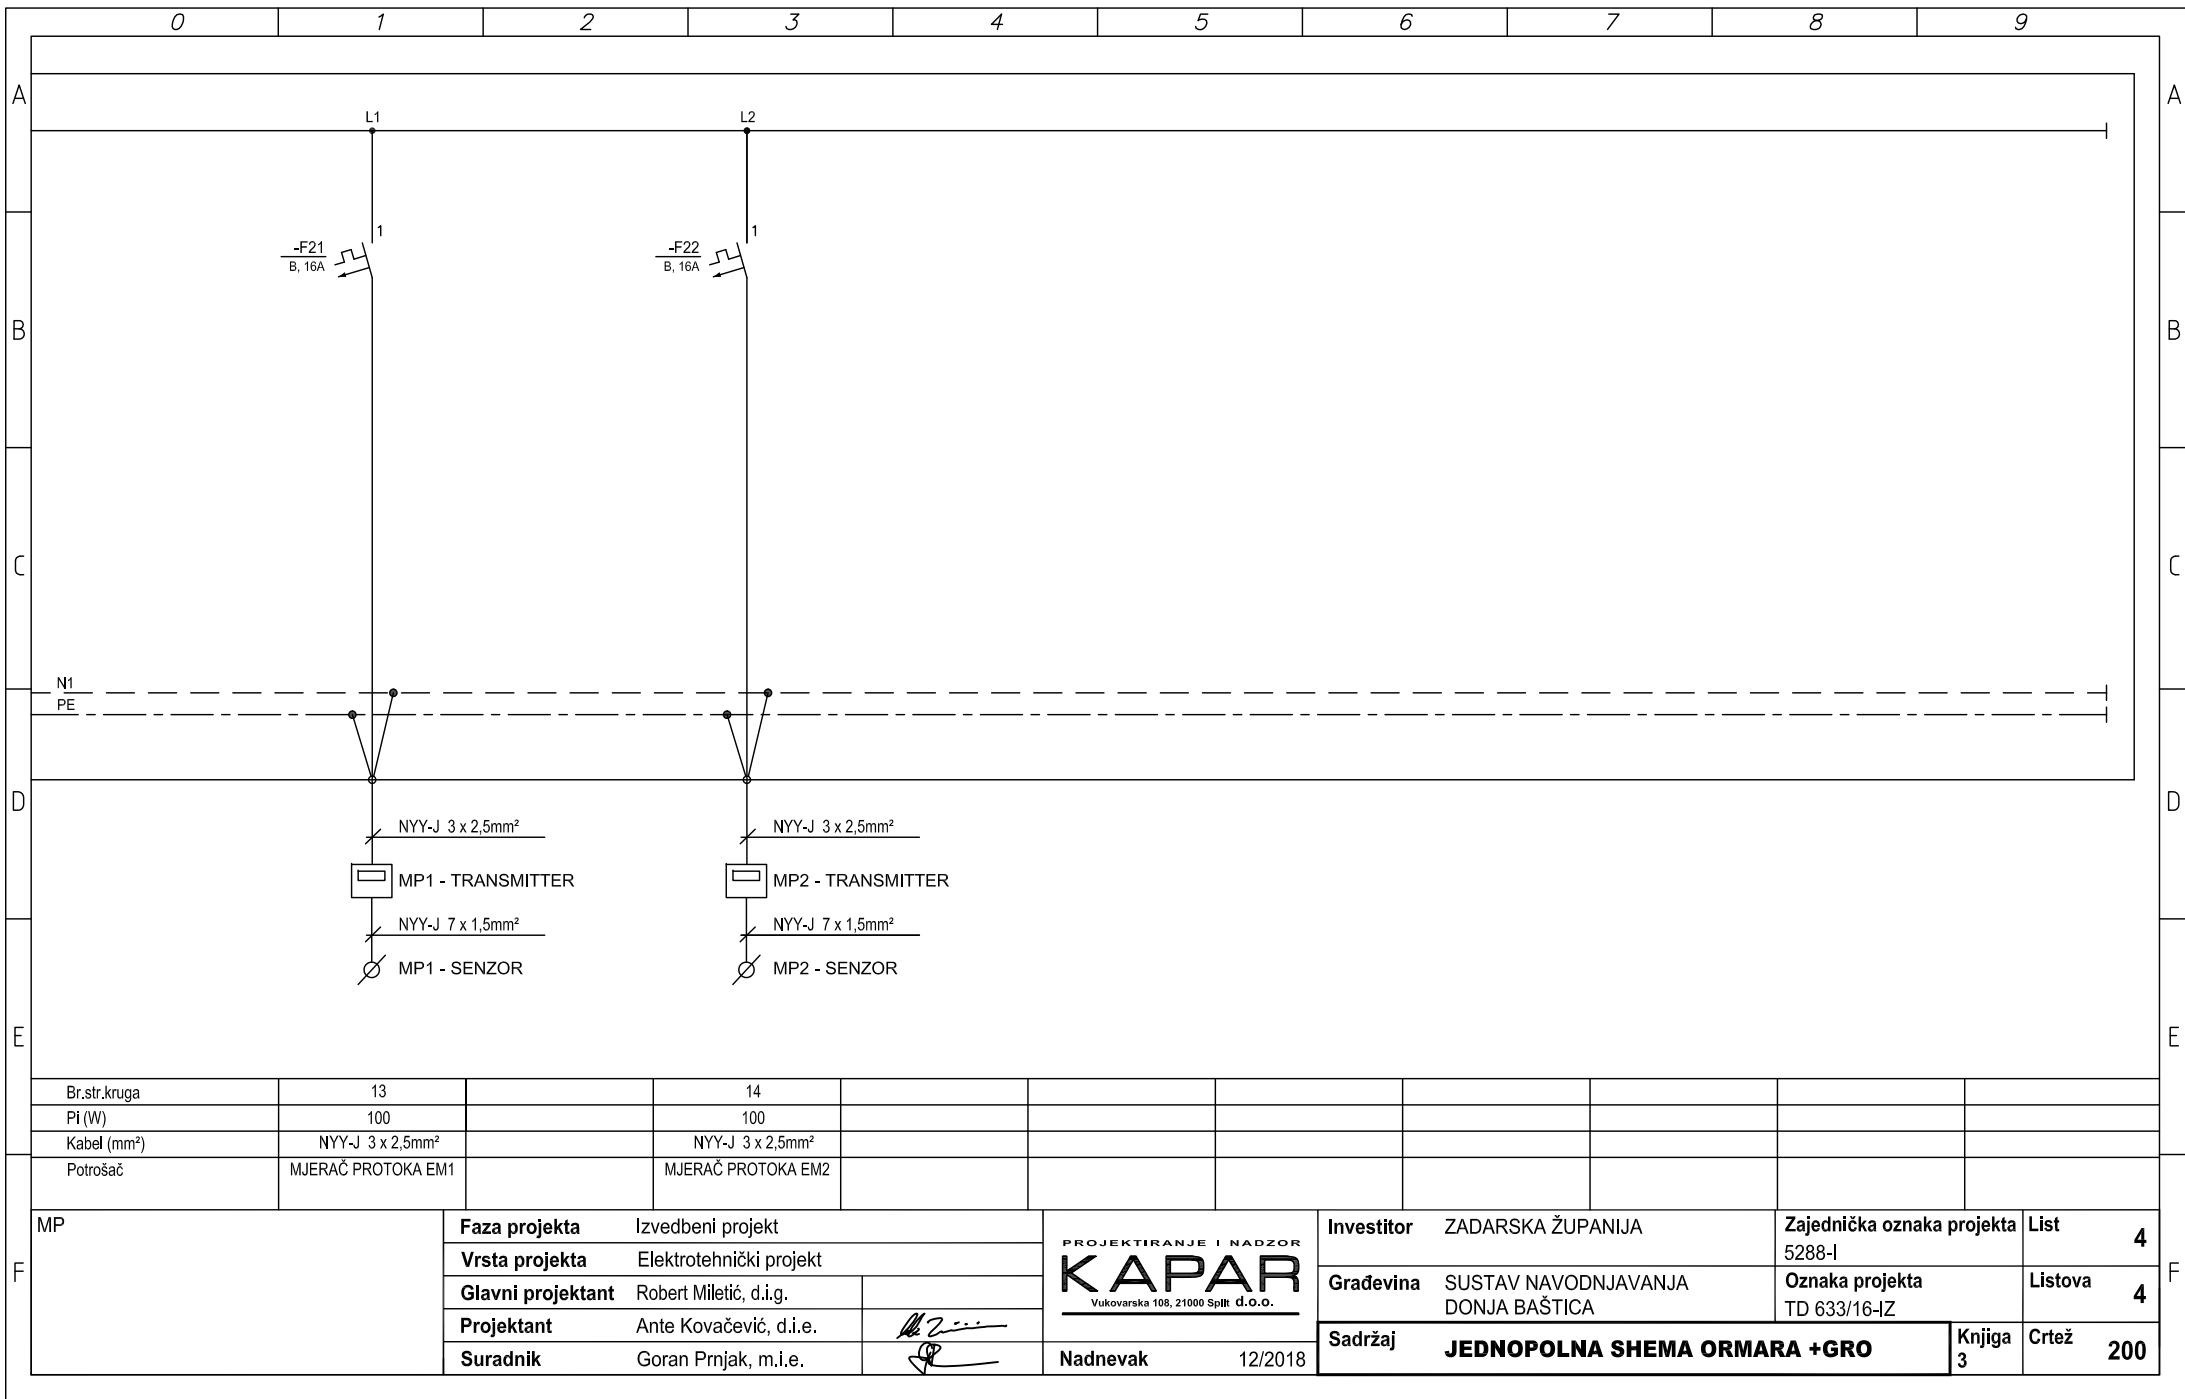 0 1 2 3 4 5 6 7 8 9
A A
L1 L2
1 1
-F21 -F22
B, 16A B, 16A
B B
C C
N1
PE
D D
NYY-J 3 x 2,5mm² NYY-J 3 x 2,5mm²
MP1 - TRANSMITTER MP2 - TRANSMITTER
NYY-J 7 x 1,5mm² NYY-J 7 x 1,5mm²
MP1 - SENZOR MP2 - SENZOR
E E
Br.str.kruga 13 14
Pi (W) 100 100
Kabel (mm²) NYY-J 3 x 2,5mm² NYY-J 3 x 2,5mm²
Potrošač MJERAČ PROTOKA EM1 MJERAČ PROTOKA EM2
MP
F F
Faza projekta Izvedbeni projekt
Vrsta projekta Elektrotehnički projekt
Glavni projektant Robert Miletić, d.i.g.
Projektant Ante Kovačević, d.i.e.
Suradnik Goran Prnjak, m.i.e.
PROJEKTIRANJE I NADZOR
KAPAR
Vukovarska 108, 21000 Split d.o.o.
Nadnevak 12/2018
Investitor ZADARSKA ŽUPANIJA
Građevina SUSTAV NAVODNJAVANJA
DONJA BAŠTICA
Sadržaj JEDNOPOLNA SHEMA ORMARA +GRO
Zajednička oznaka projekta
5288-I
Oznaka projekta
TD 633/16-IZ
List 4
Listova 4
Knjiga
3
Crtež 200